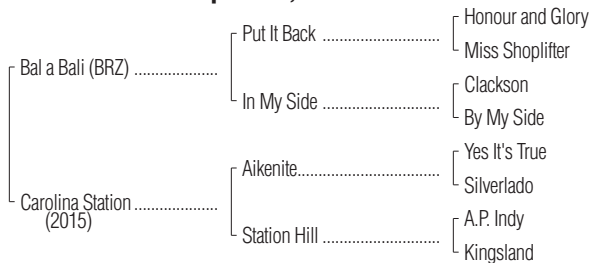 Honour and Glory
Put It Back ............................
Miss Shoplifter
Bal a Bali (BRZ) ....................
Clackson
In My Side ............................
By My Side
Yes It's True
Aikenite..................................
Silverlado
Carolina Station ....................
(2015)
A.P. Indy
Station Hill ............................
Kingsland